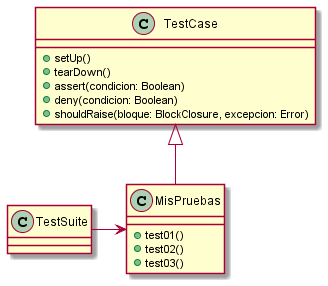 C TestCase
setUp()
tearDown()
assert(condicion: Boolean)
deny(condicion: Boolean)
shouldRaise(bloque: BlockClosure, excepcion: Error)
C TestSuite
C MisPruebas
test01()
test02()
test03()